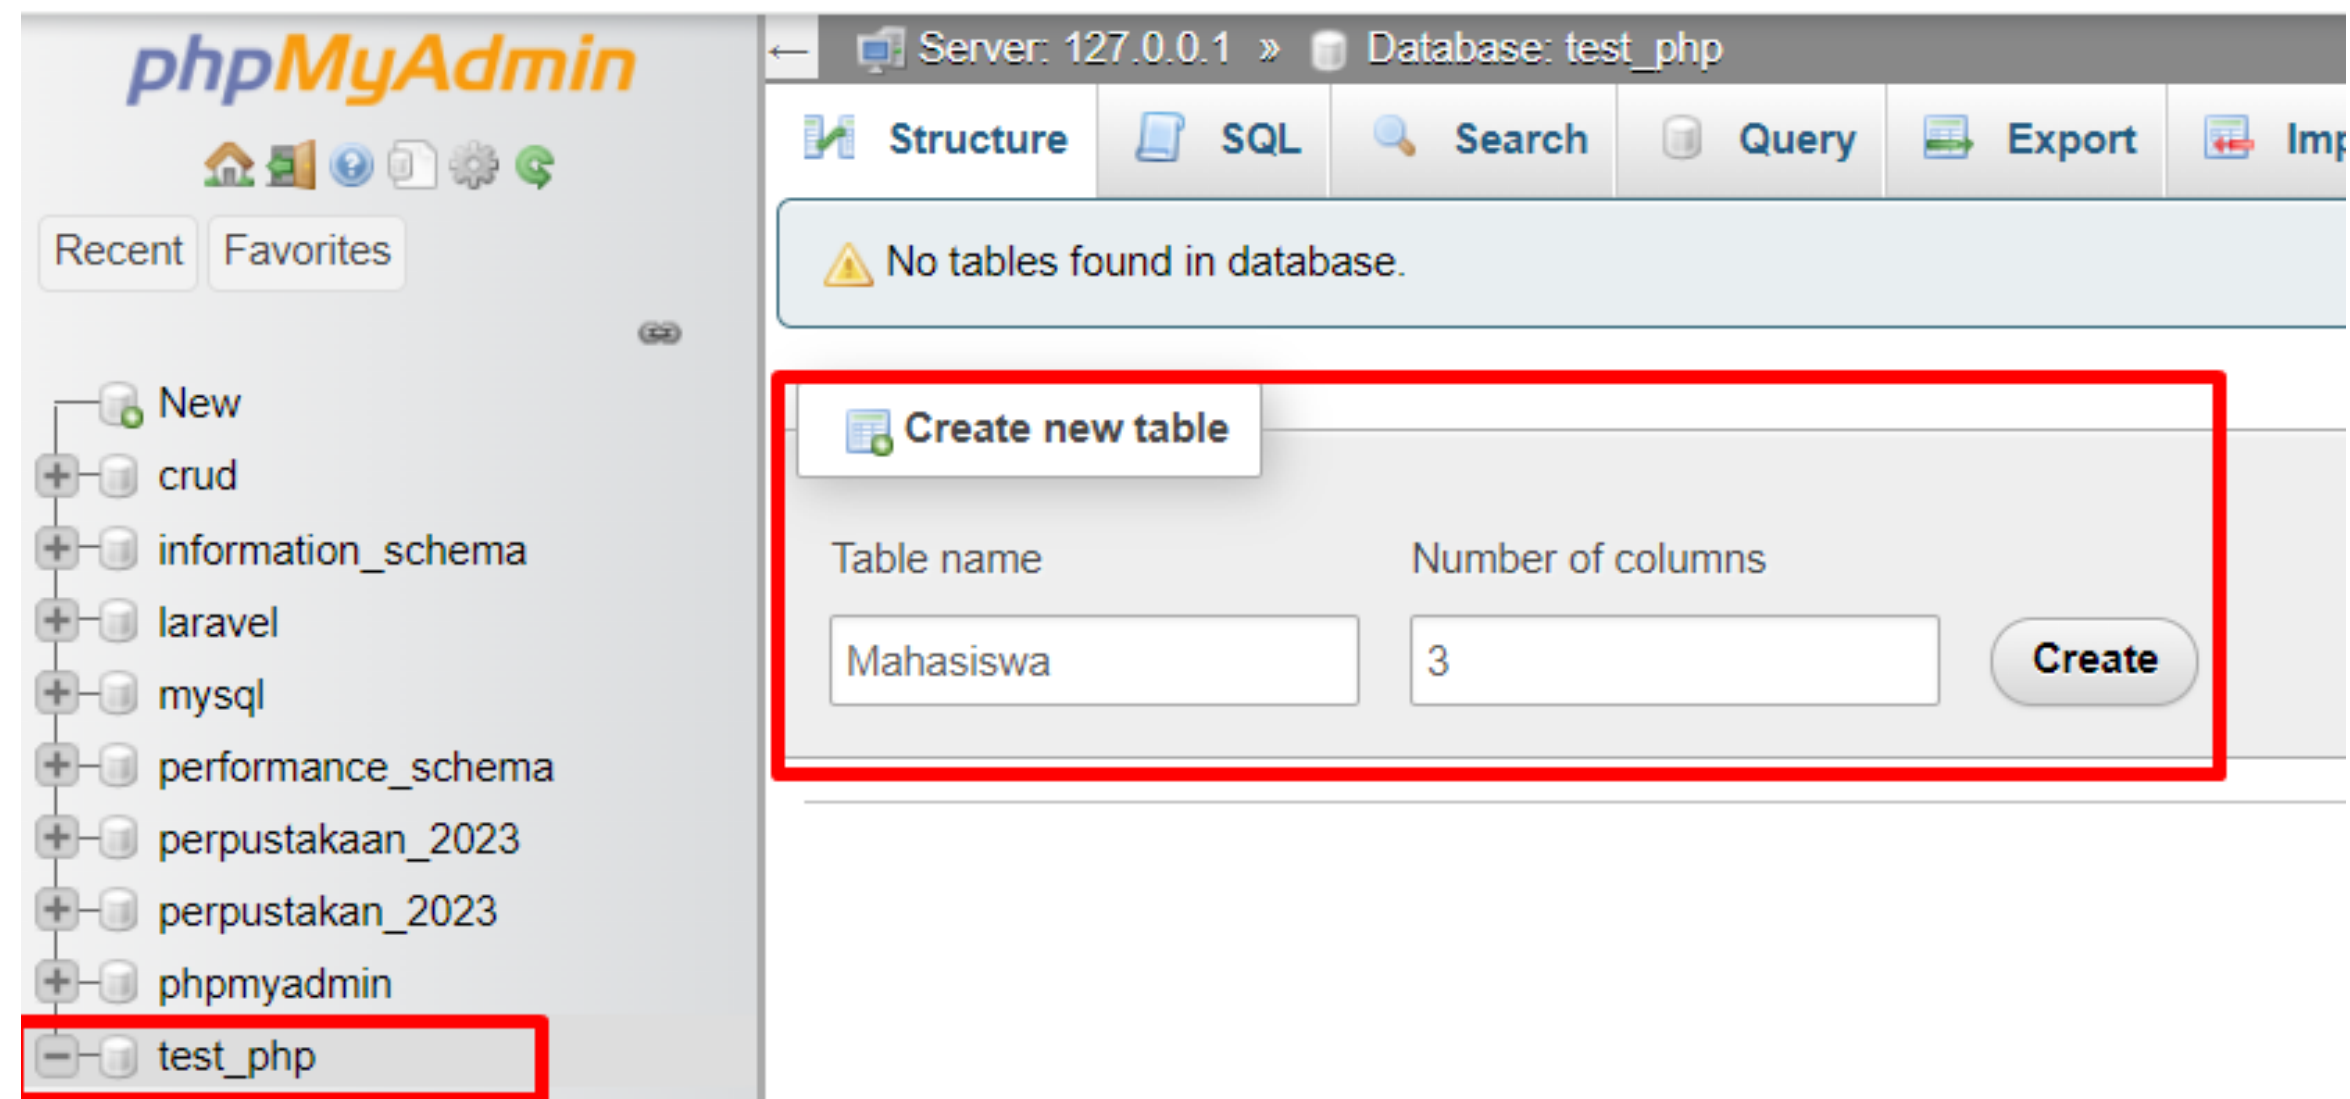 phpMyAdmin
Recent Favorites
New
crud
information_schema
laravel
mysql
performance_schema
perpustakaan_2023
perpustakan_2023
phpmyadmin
test_php
← Server: 127.0.0.1 » Database: test_php
Structure SQL Search Query Export Imp
No tables found in database.
Create new table
Table name Number of columns
Mahasiswa 3 Create